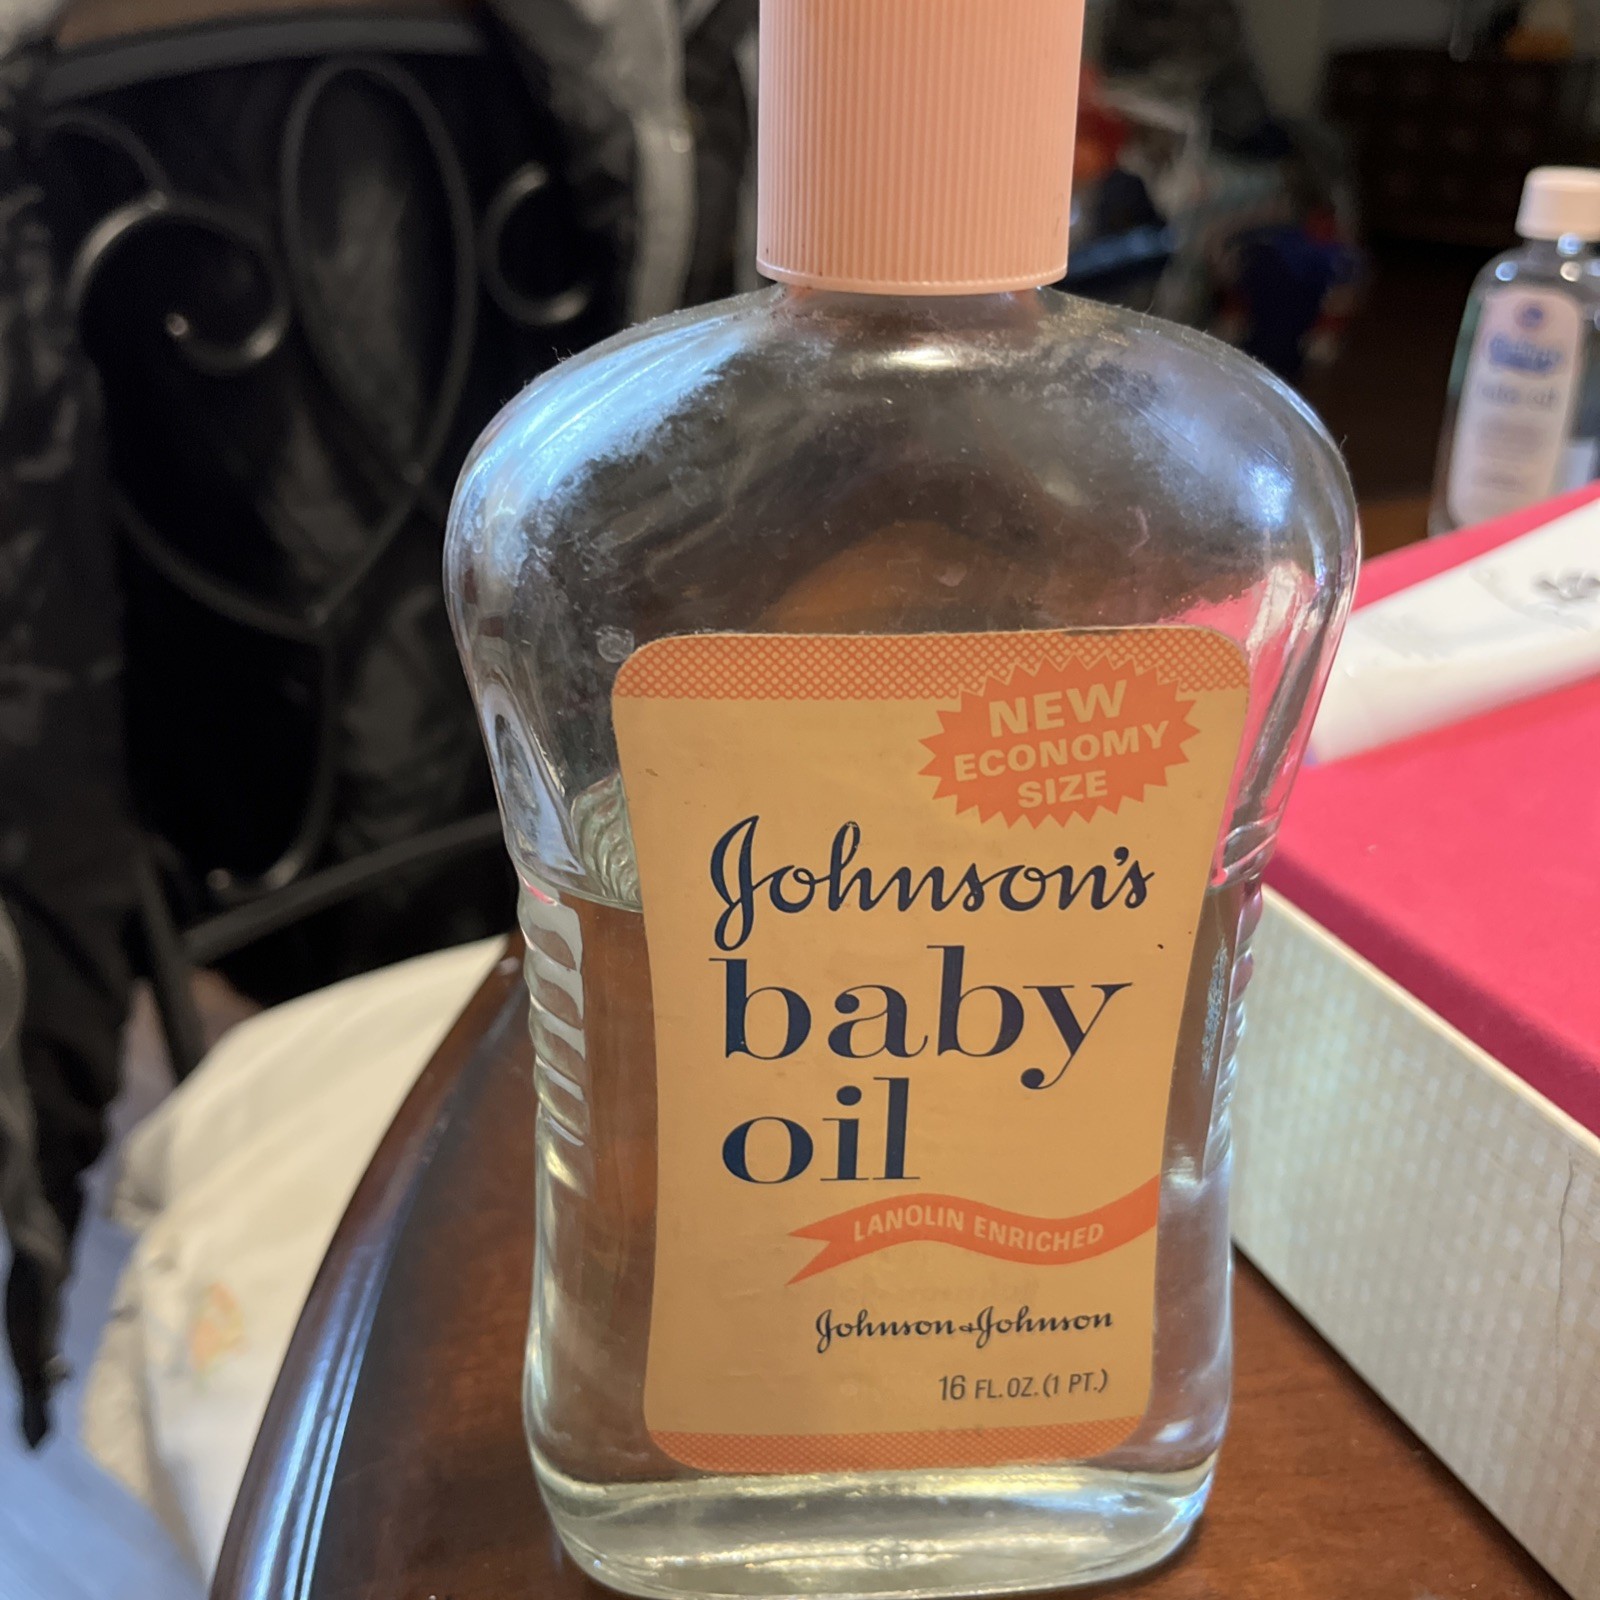 NEW
ECONOMY
SIZE
Johnson's
baby
oil
LANOLIN ENRICHED
Johnson & Johnson
16 FL. OZ. (1 PT.)